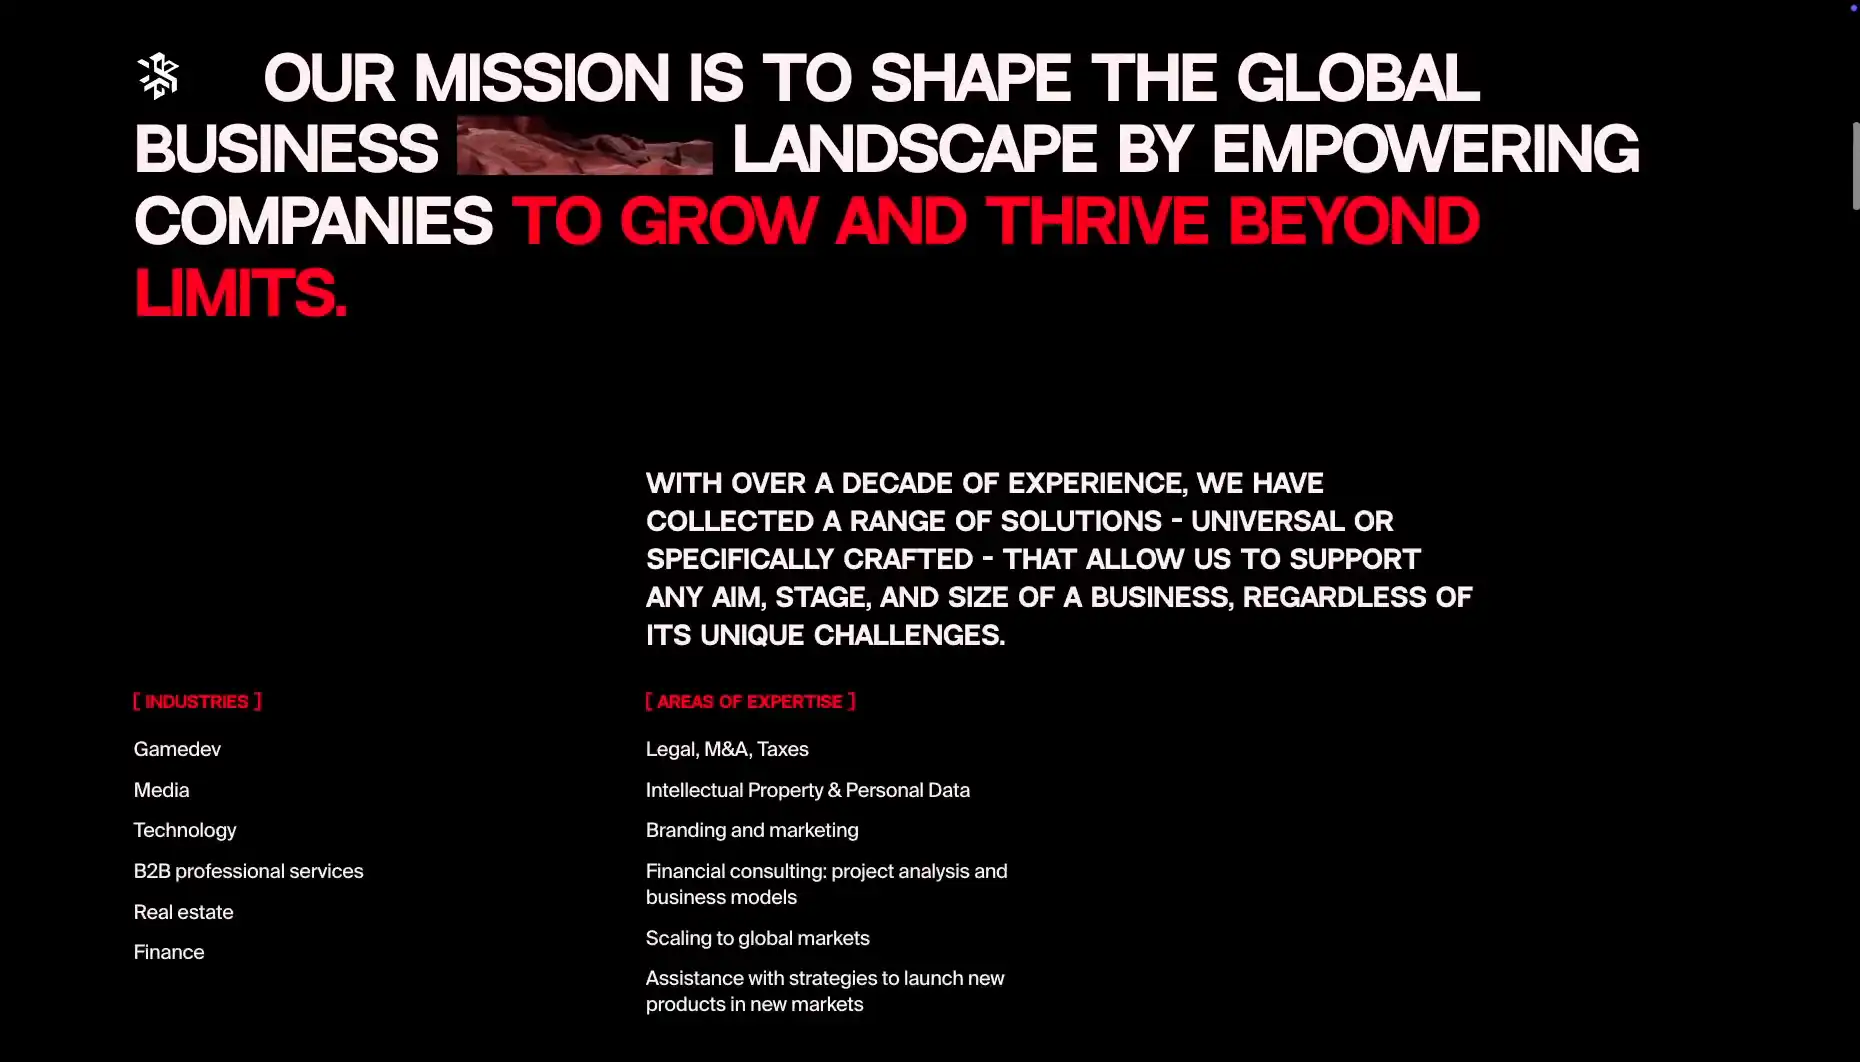 OUR MISSION IS TO SHAPE THE GLOBAL
BUSINESS LANDSCAPE BY EMPOWERING
COMPANIES TO GROW AND THRIVE BEYOND
LIMITS.
WITH OVER A DECADE OF EXPERIENCE, WE HAVE
COLLECTED A RANGE OF SOLUTIONS - UNIVERSAL OR
SPECIFICALLY CRAFTED - THAT ALLOW US TO SUPPORT
ANY AIM, STAGE, AND SIZE OF A BUSINESS, REGARDLESS OF
ITS UNIQUE CHALLENGES.
[ INDUSTRIES ]
Gamedev
Media
Technology
B2B professional services
Real estate
Finance
[ AREAS OF EXPERTISE ]
Legal, M&A, Taxes
Intellectual Property & Personal Data
Branding and marketing
Financial consulting: project analysis and
business models
Scaling to global markets
Assistance with strategies to launch new
products in new markets